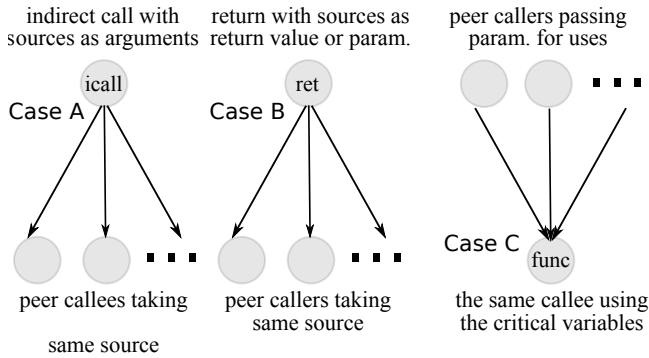 indirect call with
sources as arguments
icall
Case A
peer callees taking
same source
return with sources as
return value or param.
ret
Case B
peer callers taking
same source
peer callers passing
param. for uses
Case C
func
the same callee using
the critical variables